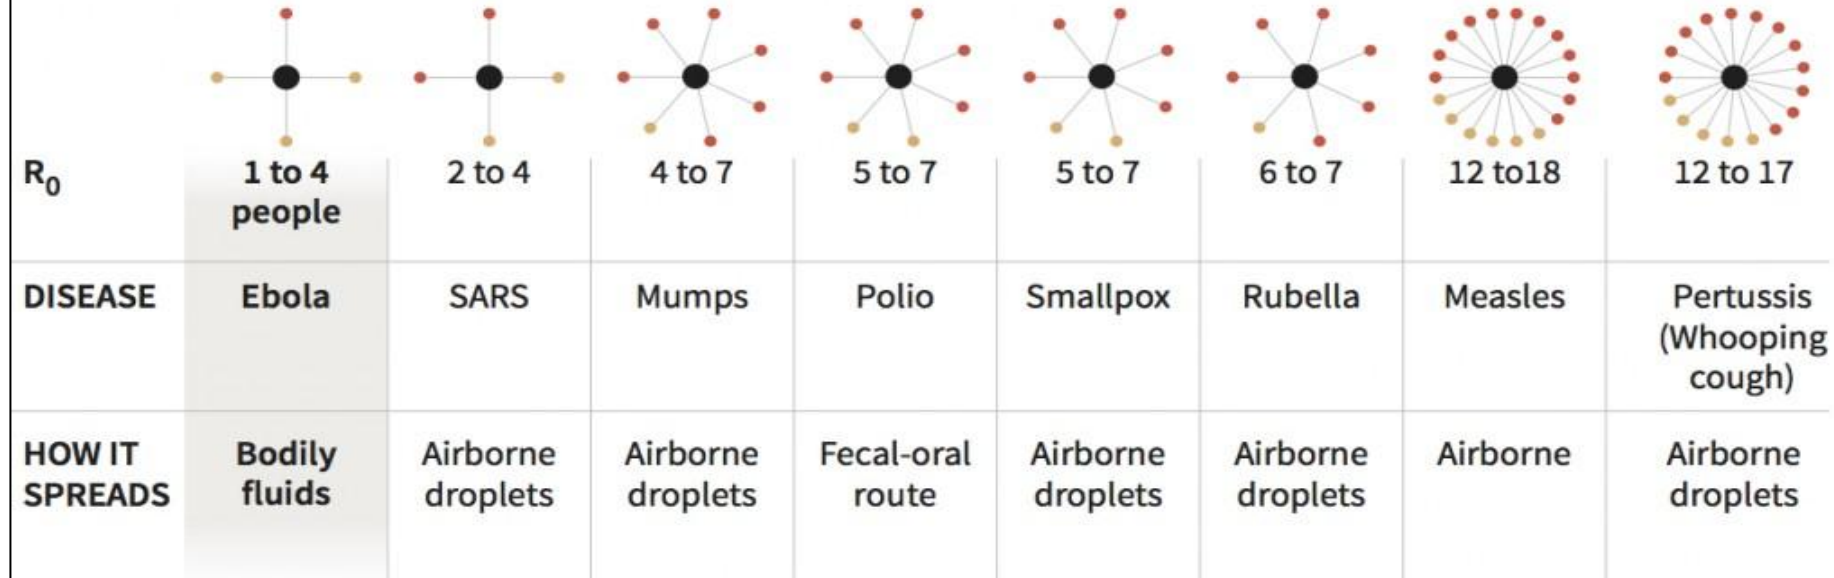 R0 1 to 4 2 to 4 4 to 7 5 to 7 5 to 7 6 to 7 12 to18 12 to 17
people
DISEASE Ebola SARS Mumps Polio Smallpox Rubella Measles Pertussis
(Whooping
cough)
HOW IT Bodily Airborne Airborne Fecal-oral Airborne Airborne Airborne Airborne
SPREADS fluids droplets droplets route droplets droplets droplets